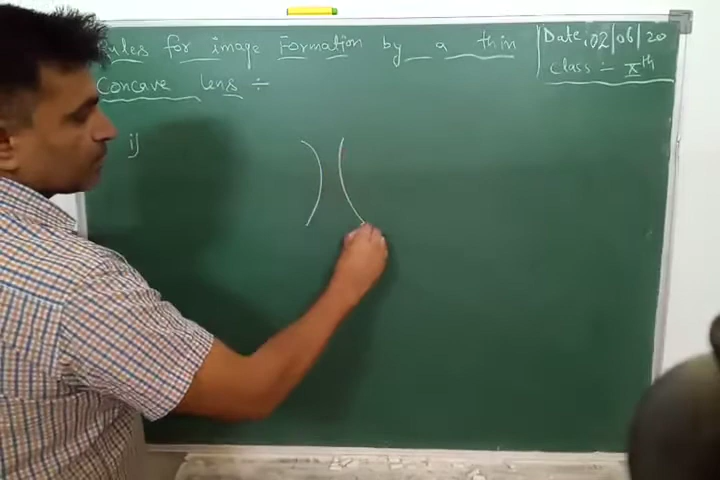 Rules for image Formation by a thin
Concave lens ÷
Date:02/06/20
class:- Xth
i)